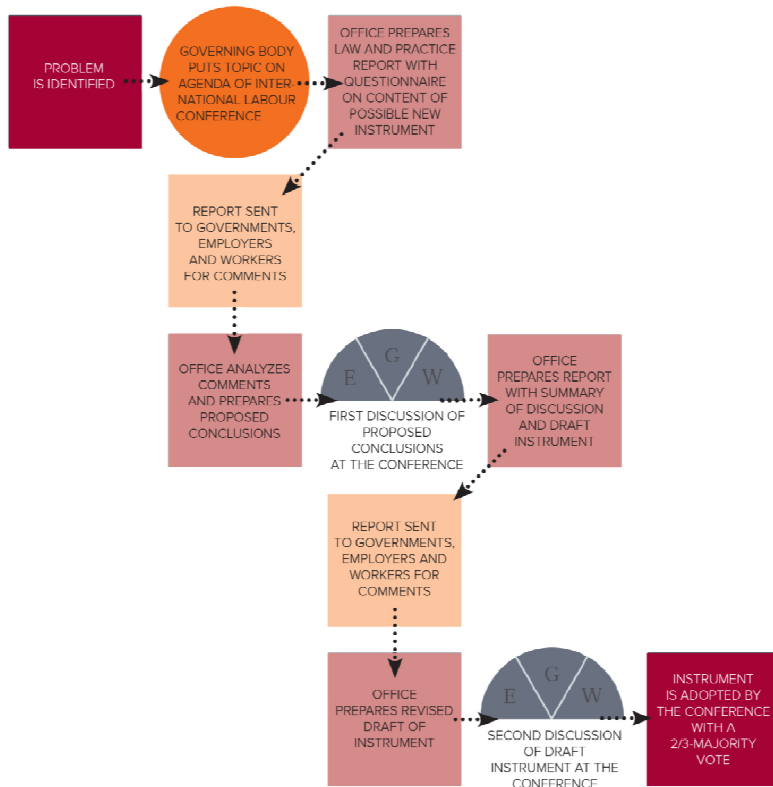 PROBLEM
IS IDENTIFIED
GOVERNING BODY
PUTS TOPIC ON
AGENDA OF INTER-
NATIONAL LABOUR
CONFERENCE
OFFICE PREPARES
LAW AND PRACTICE
REPORT WITH
QUESTIONNAIRE
ON CONTENT OF
POSSIBLE NEW
INSTRUMENT
REPORT SENT
TO GOVERNMENTS,
EMPLOYERS
AND WORKERS
FOR COMMENTS
OFFICE ANALYZES
COMMENTS
AND PREPARES
PROPOSED
CONCLUSIONS
E G W
FIRST DISCUSSION OF
PROPOSED
CONCLUSIONS
AT THE CONFERENCE
OFFICE
PREPARES REPORT
WITH SUMMARY
OF DISCUSSION
AND DRAFT
INSTRUMENT
REPORT SENT
TO GOVERNMENTS,
EMPLOYERS AND
WORKERS FOR
COMMENTS
OFFICE
PREPARES REVISED
DRAFT OF
INSTRUMENT
E G W
SECOND DISCUSSION
OF DRAFT
INSTRUMENT AT THE
CONFERENCE
INSTRUMENT
IS ADOPTED BY
THE CONFERENCE
WITH A
2/3-MAJORITY
VOTE